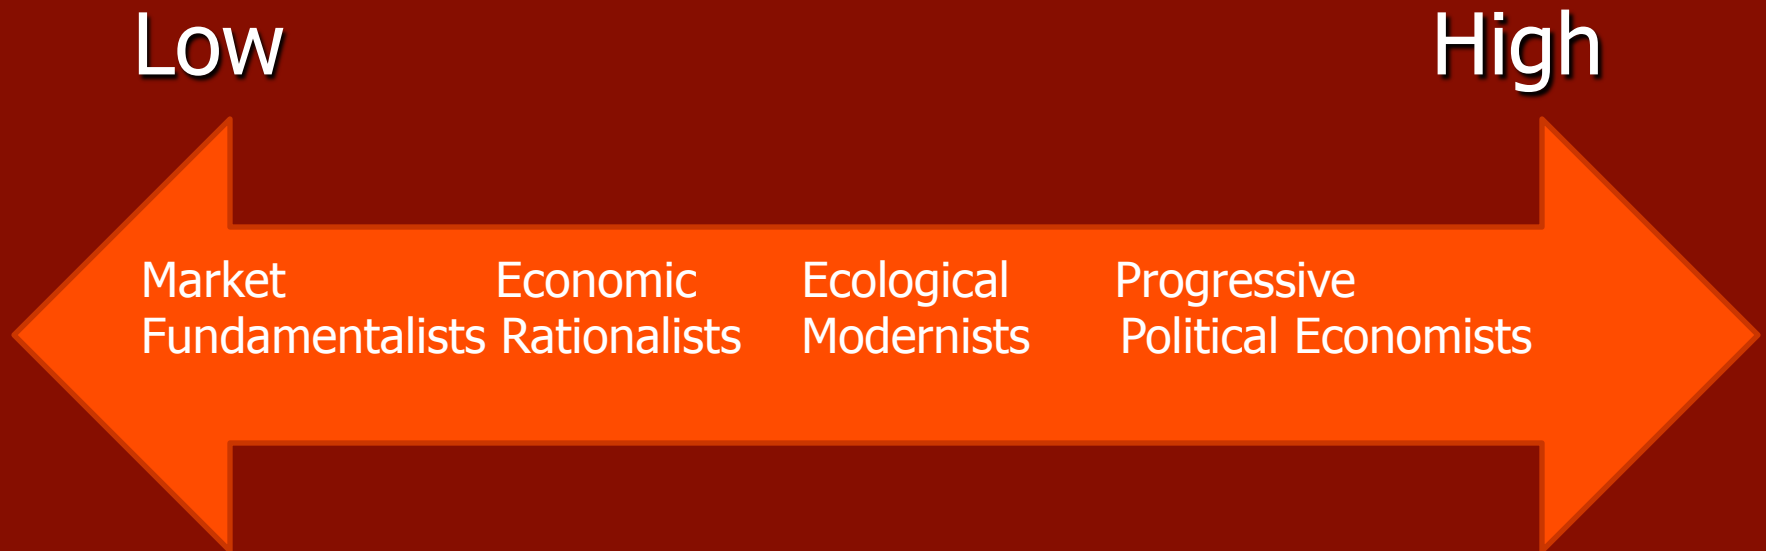 Low High
Market Economic Ecological Progressive
Fundamentalists Rationalists Modernists Political Economists